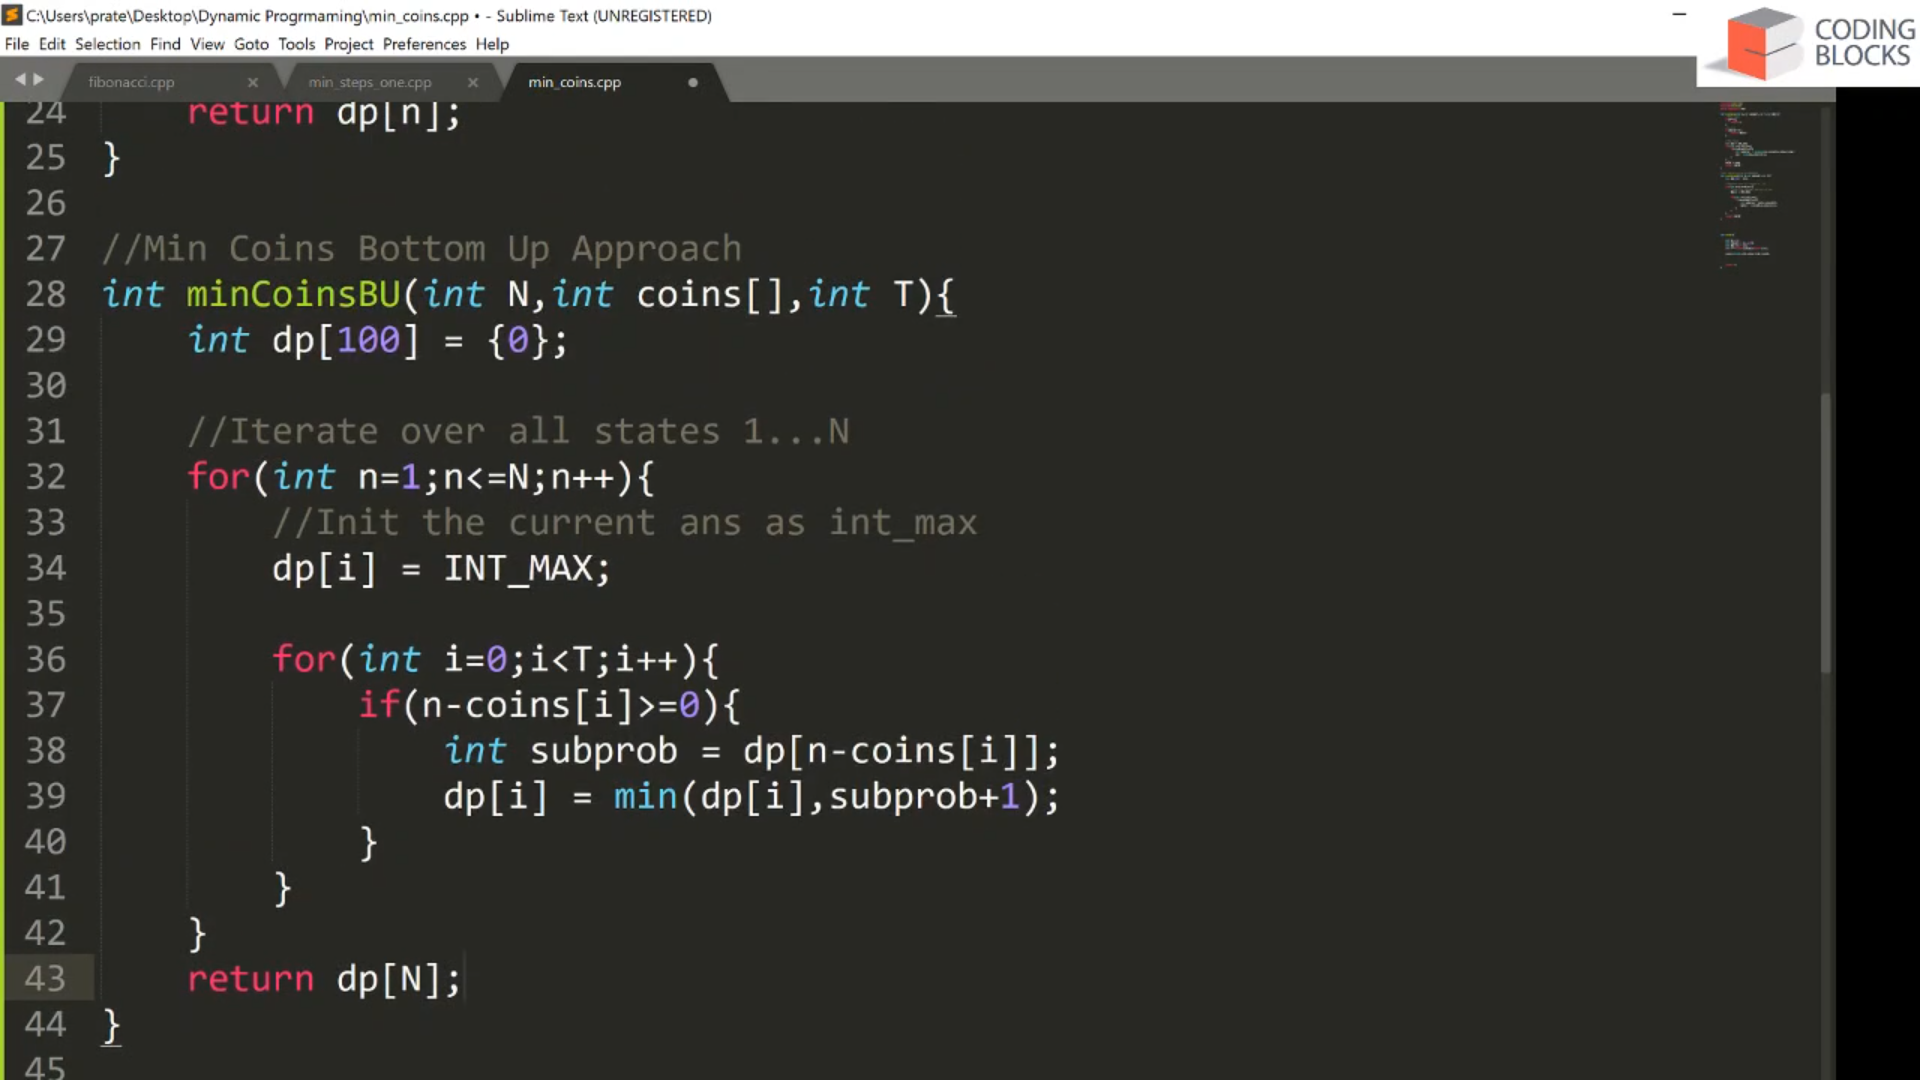 C:\Users\prate\Desktop\Dynamic Progrmaming\min_coins.cpp • - Sublime Text (UNREGISTERED)
File Edit Selection Find View Goto Tools Project Preferences Help
CODING
BLOCKS
fibonacci.cpp × min_steps_one.cpp × min_coins.cpp
24 return dp[n];
25 }
26
27 //Min Coins Bottom Up Approach
28 int minCoinsBU(int N,int coins[],int T){
29 int dp[100] = {0};
30
31 //Iterate over all states 1...N
32 for(int n=1;n<=N;n++){
33 //Init the current ans as int_max
34 dp[i] = INT_MAX;
35
36 for(int i=0;i<T;i++){
37 if(n-coins[i]>=0){
38 int subprob = dp[n-coins[i]];
39 dp[i] = min(dp[i],subprob+1);
40 }
41 }
42 }
43 return dp[N];
44 }
45